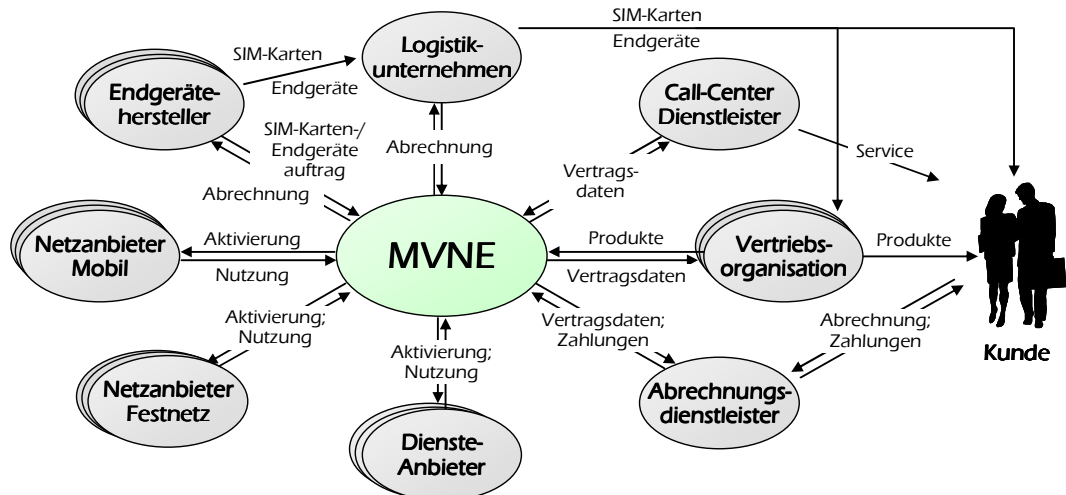 SIM-Karten
Endgeräte
Logistik-
unternehmen
SIM-Karten
Endgeräte
Endgeräte-
hersteller
Call-Center
Dienstleister
SIM-Karten-/
Endgeräte
auftrag
Abrechnung
Abrechnung
Vertrags-
daten
Service
Netzanbieter
Mobil
Aktivierung
Nutzung
MVNE
Produkte
Vertragsdaten
Vertriebs-
organisation
Produkte
Kunde
Aktivierung;
Nutzung
Aktivierung;
Nutzung
Vertragsdaten;
Zahlungen
Abrechnung;
Zahlungen
Netzanbieter
Festnetz
Dienste-
Anbieter
Abrechnungs-
dienstleister